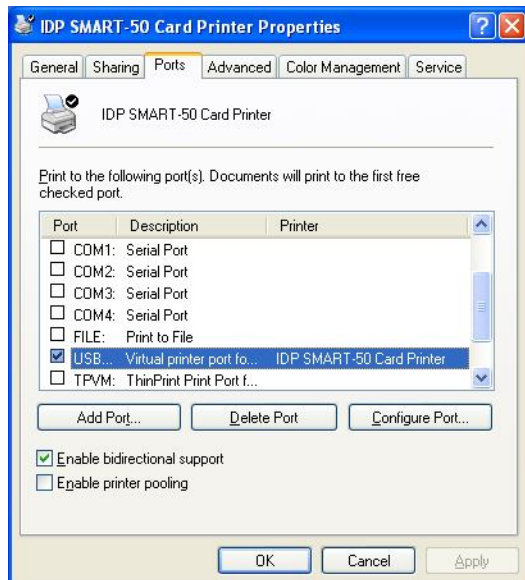 IDP SMART-50 Card Printer Properties
General Sharing Ports Advanced Color Management Service
IDP SMART-50 Card Printer
Print to the following port(s). Documents will print to the first free
checked port.
Port Description Printer
COM1: Serial Port
COM2: Serial Port
COM3: Serial Port
COM4: Serial Port
FILE: Print to File
USB... Virtual printer port fo... IDP SMART-50 Card Printer
TPVM: ThinPrint Print Port f...
Add Port... Delete Port Configure Port...
Enable bidirectional support
Enable printer pooling
OK Cancel Apply